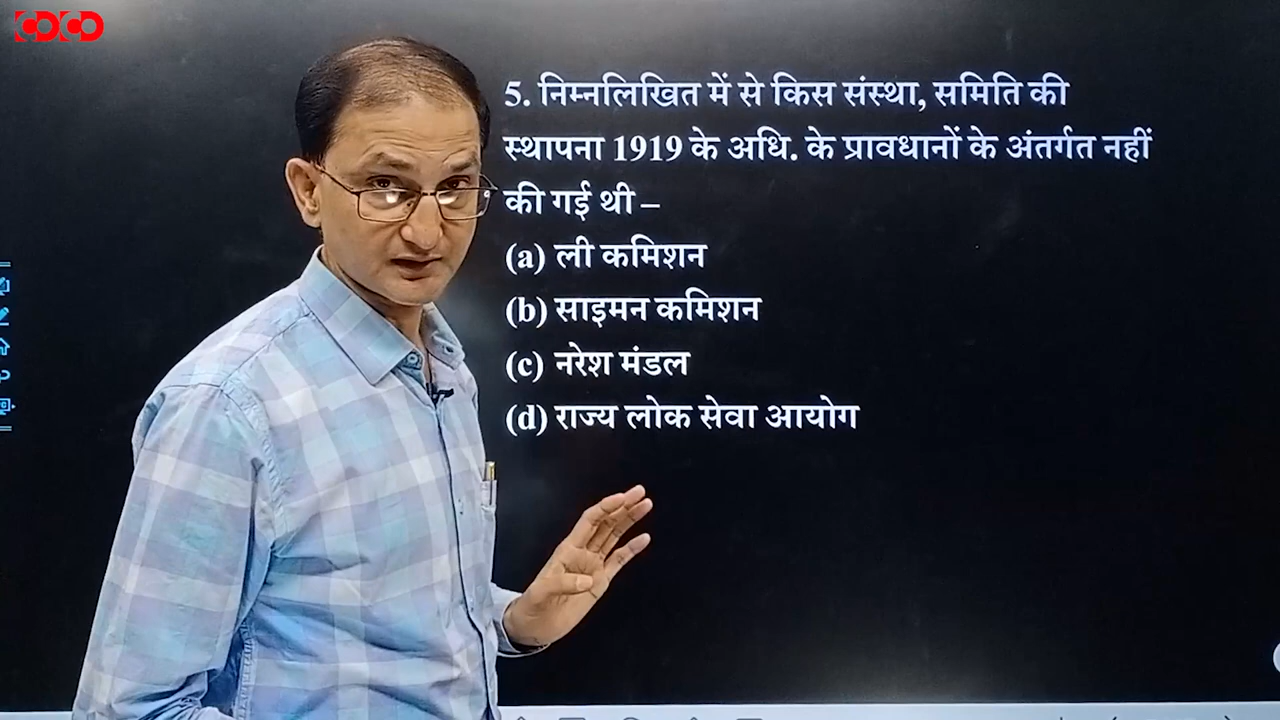 COCO
5. निम्नलिखित में से किस संस्था, समिति की
स्थापना 1919 के अधि. के प्रावधानों के अंतर्गत नहीं
की गई थी –
(a) ली कमिशन
(b) साइमन कमिशन
(c) नरेश मंडल
(d) राज्य लोक सेवा आयोग